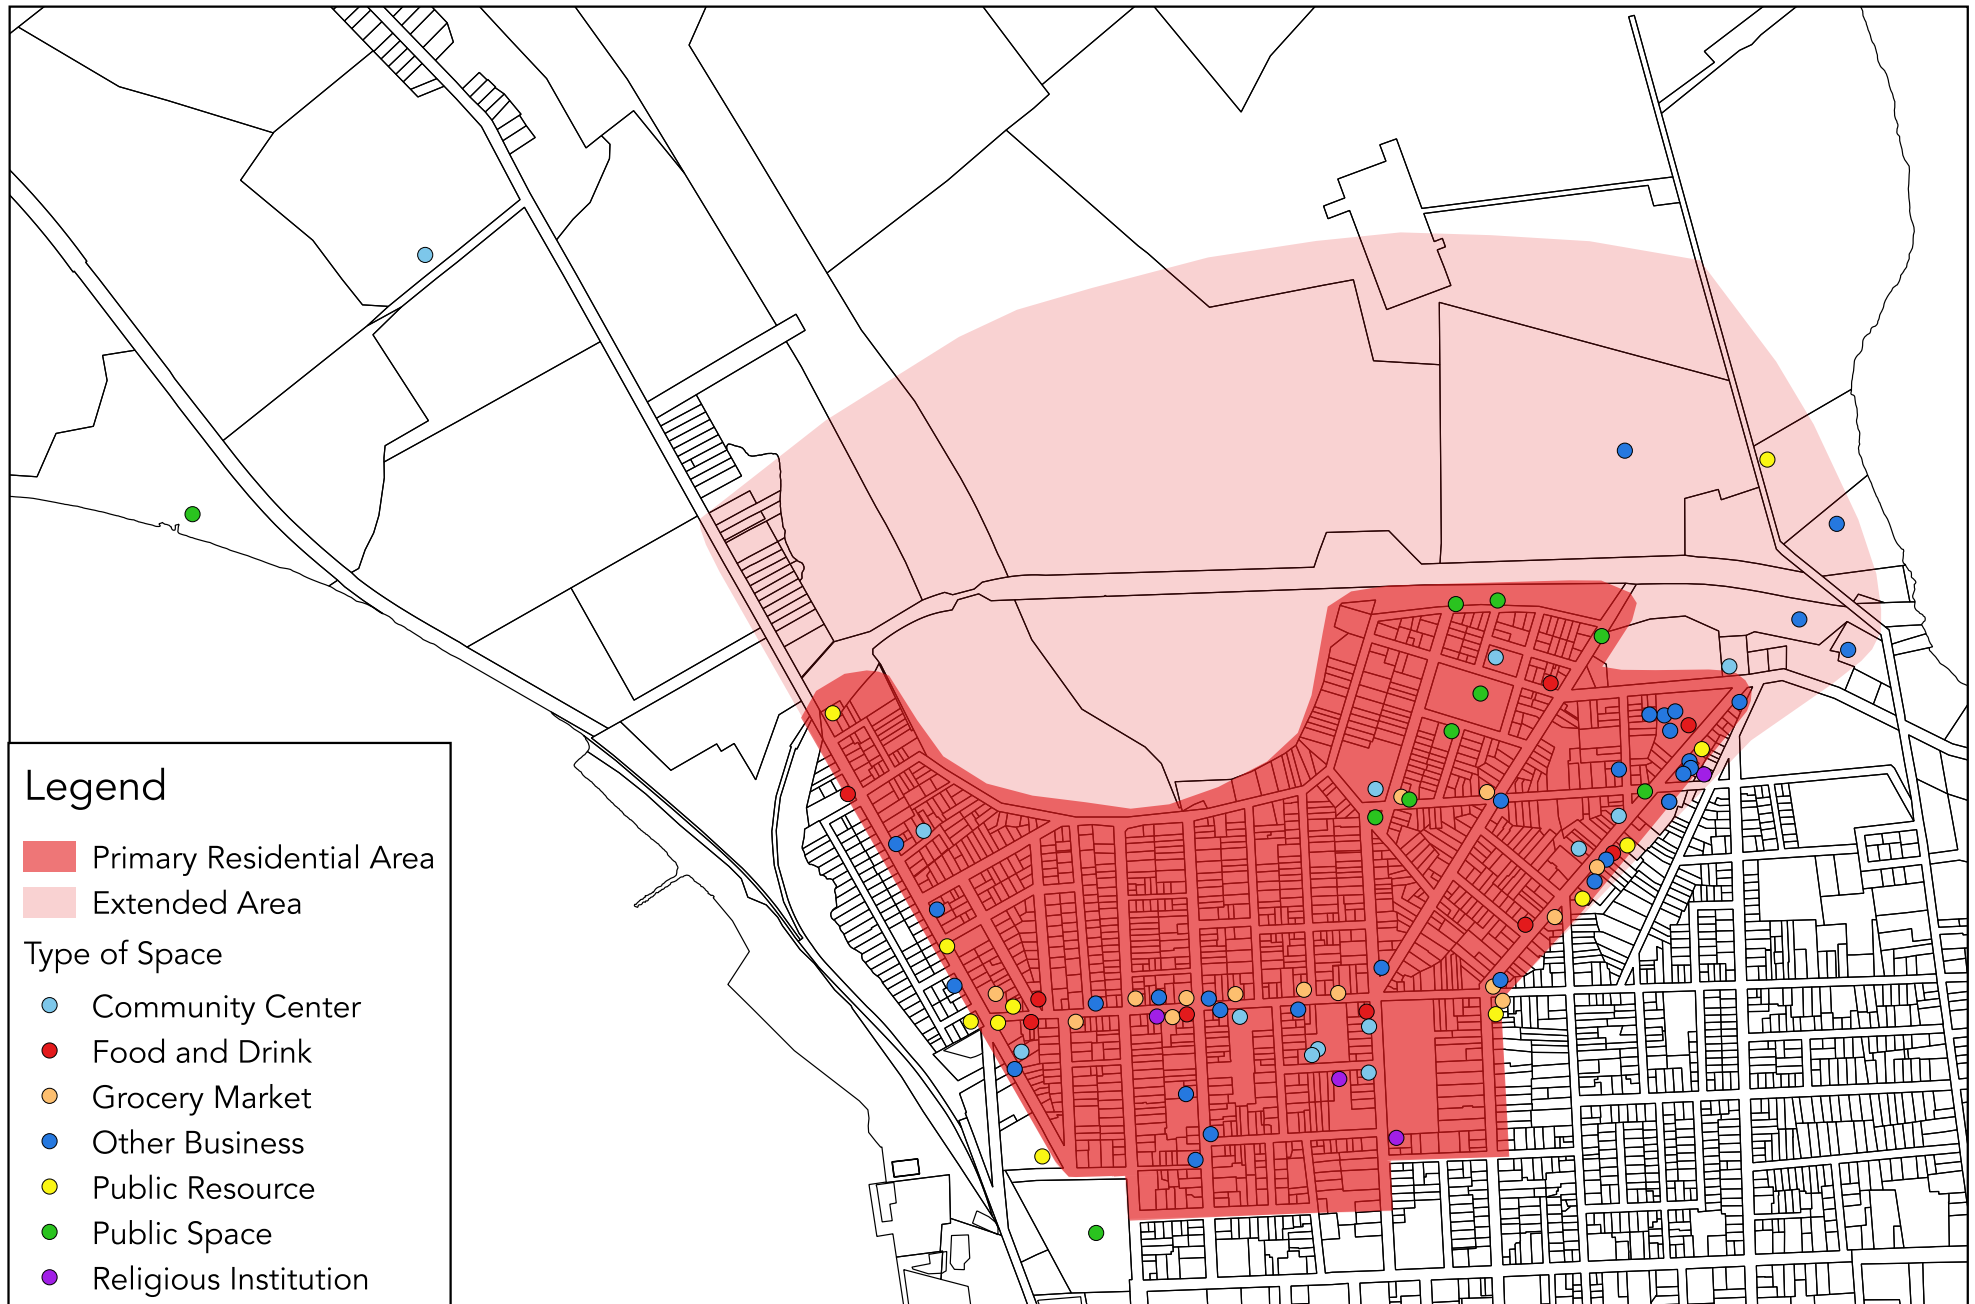 Legend
Primary Residential Area
Extended Area
Type of Space
Community Center
Food and Drink
Grocery Market
Other Business
Public Resource
Public Space
Religious Institution